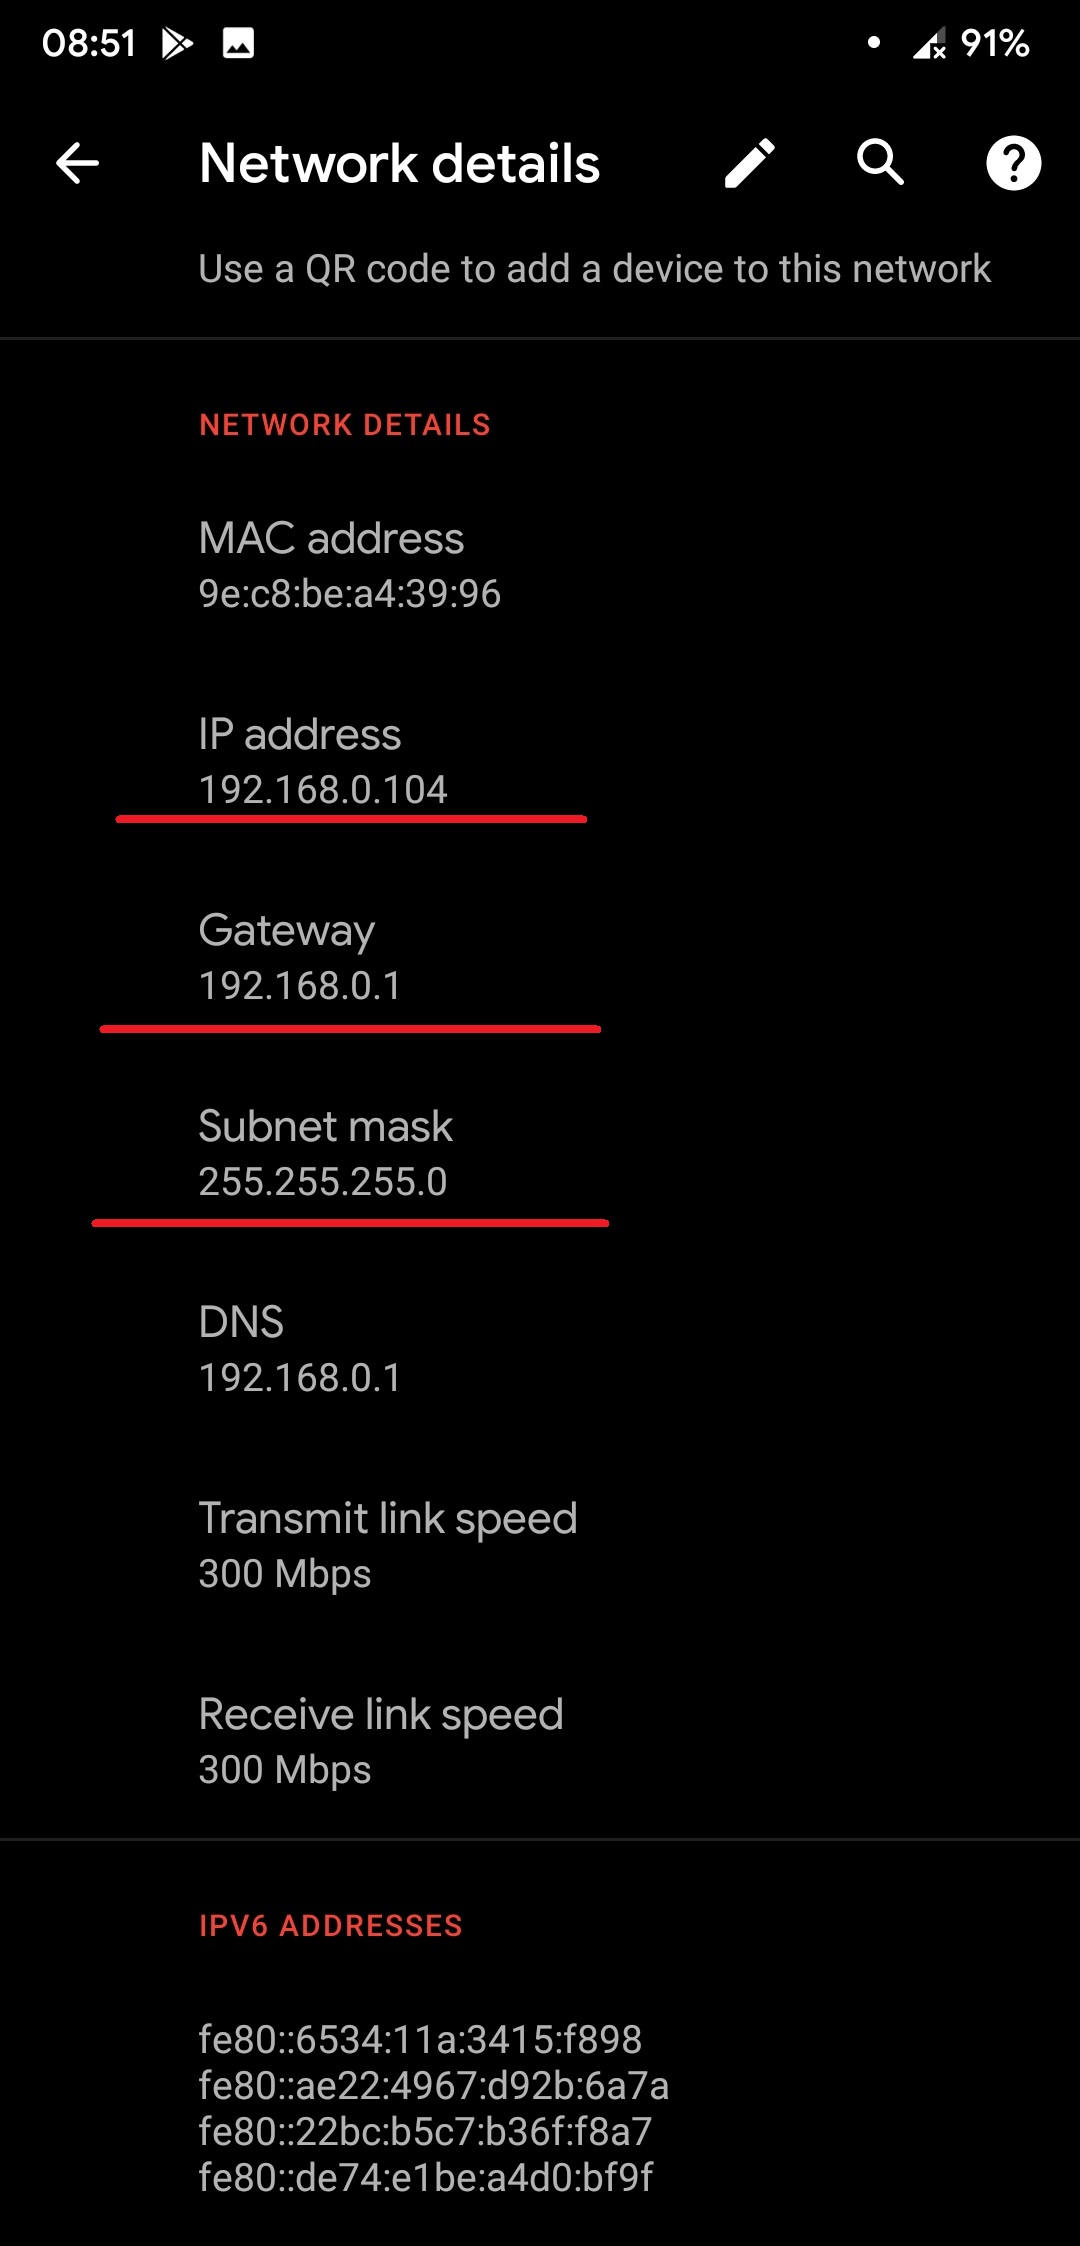 08:51 91%
Network details
Use a QR code to add a device to this network
NETWORK DETAILS
MAC address
9e:c8:be:a4:39:96
IP address
192.168.0.104
Gateway
192.168.0.1
Subnet mask
255.255.255.0
DNS
192.168.0.1
Transmit link speed
300 Mbps
Receive link speed
300 Mbps
IPV6 ADDRESSES
fe80::6534:11a:3415:f898
fe80::ae22:4967:d92b:6a7a
fe80::22bc:b5c7:b36f:f8a7
fe80::de74:e1be:a4d0:bf9f